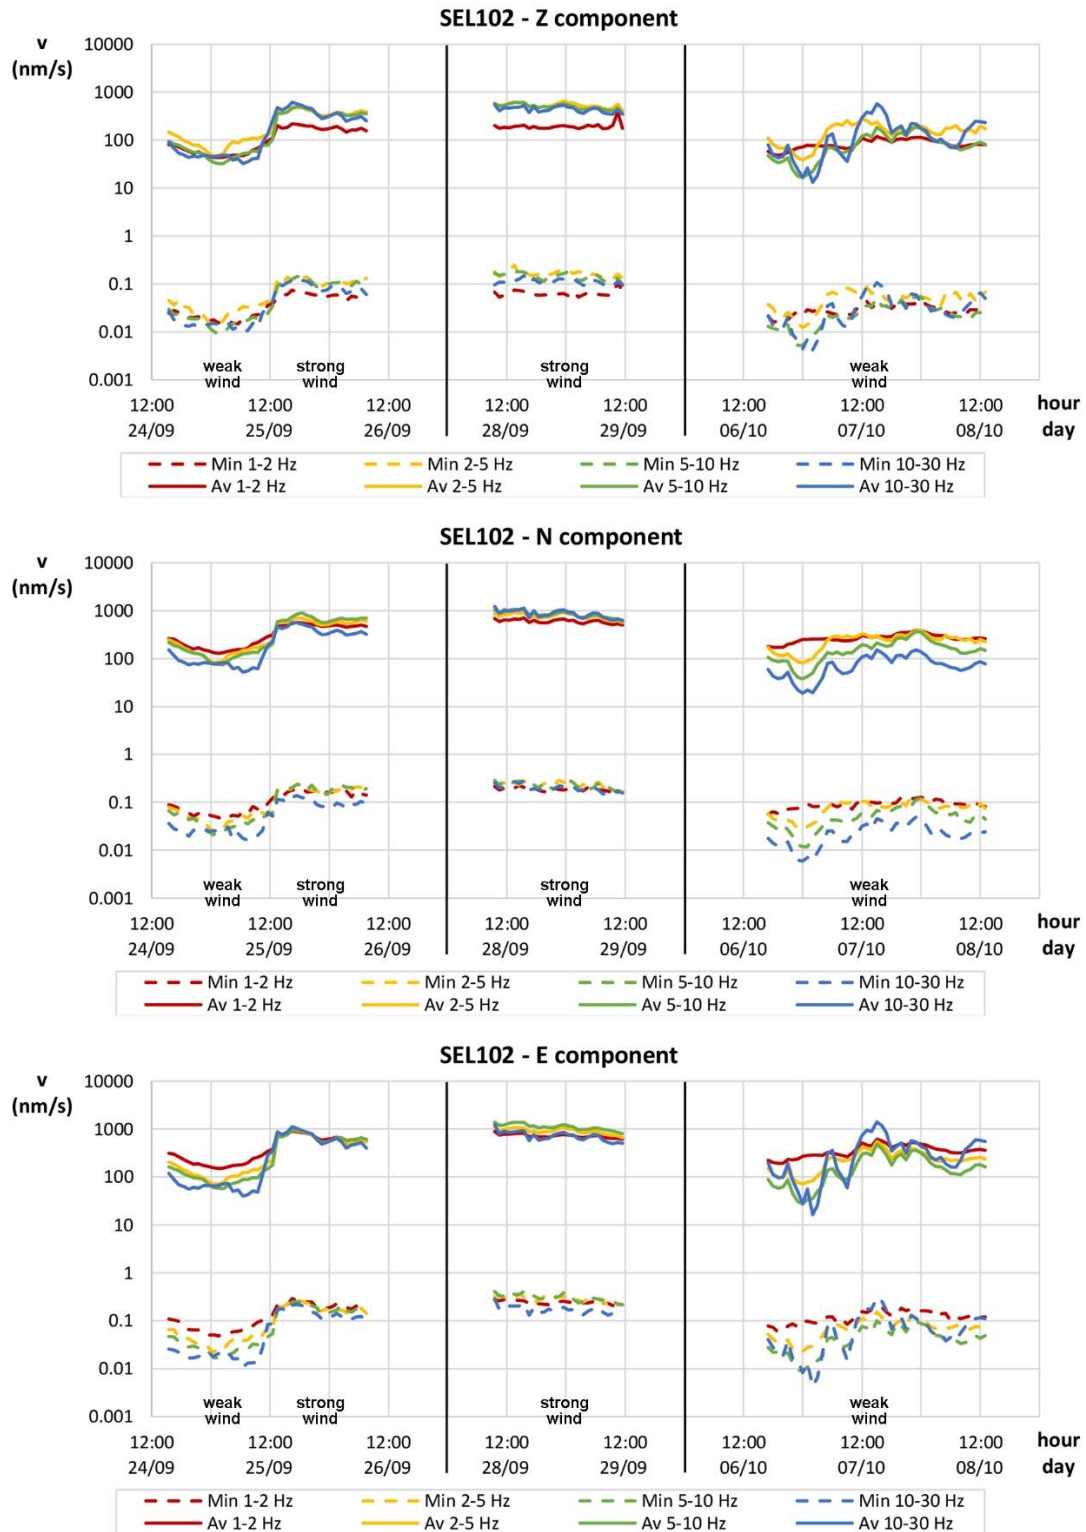 SEL102 - Z component
v
(nm/s)
10000
1000
100
10
1
0.1
0.01
0.001
weak wind
strong wind
strong wind
weak wind
12:00 12:00 12:00 12:00 12:00 12:00 12:00 12:00 hour
24/09 25/09 26/09 28/09 29/09 06/10 07/10 08/10 day
Min 1-2 Hz Min 2-5 Hz Min 5-10 Hz Min 10-30 Hz
Av 1-2 Hz Av 2-5 Hz Av 5-10 Hz Av 10-30 Hz
SEL102 - N component
v
(nm/s)
10000
1000
100
10
1
0.1
0.01
0.001
weak wind
strong wind
strong wind
weak wind
12:00 12:00 12:00 12:00 12:00 12:00 12:00 12:00 hour
24/09 25/09 26/09 28/09 29/09 06/10 07/10 08/10 day
Min 1-2 Hz Min 2-5 Hz Min 5-10 Hz Min 10-30 Hz
Av 1-2 Hz Av 2-5 Hz Av 5-10 Hz Av 10-30 Hz
SEL102 - E component
v
(nm/s)
10000
1000
100
10
1
0.1
0.01
0.001
weak wind
strong wind
strong wind
weak wind
12:00 12:00 12:00 12:00 12:00 12:00 12:00 12:00 hour
24/09 25/09 26/09 28/09 29/09 06/10 07/10 08/10 day
Min 1-2 Hz Min 2-5 Hz Min 5-10 Hz Min 10-30 Hz
Av 1-2 Hz Av 2-5 Hz Av 5-10 Hz Av 10-30 Hz